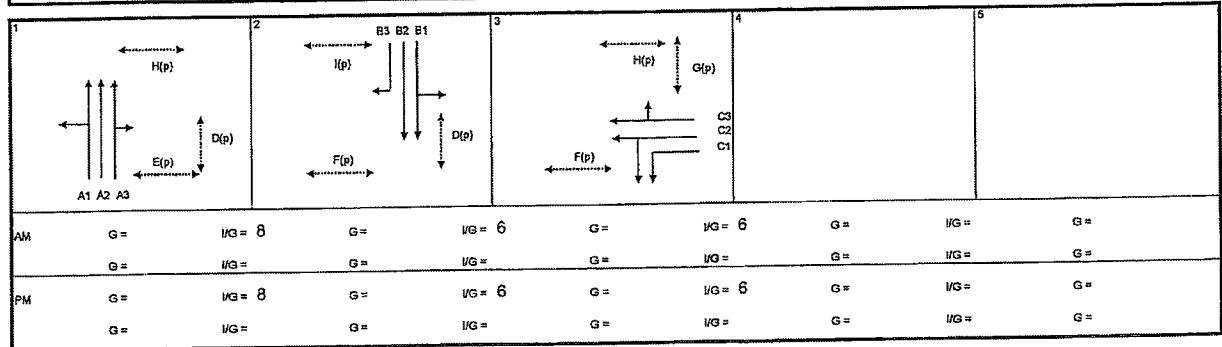 1 2 3 4 5
B3 B2 B1
H(p) I(p) H(p) G(p)
D(p) D(p) C3
C2
C1
E(p) F(p) F(p)
A1 A2 A3
AM G = I/G = 8 G = I/G = 6 G = I/G = 6 G = I/G = G =
G = I/G = G = I/G = G = I/G = G = I/G = G =
PM G = I/G = 8 G = I/G = 6 G = I/G = 6 G = I/G = G =
G = I/G = G = I/G = G = I/G = G = I/G = G =